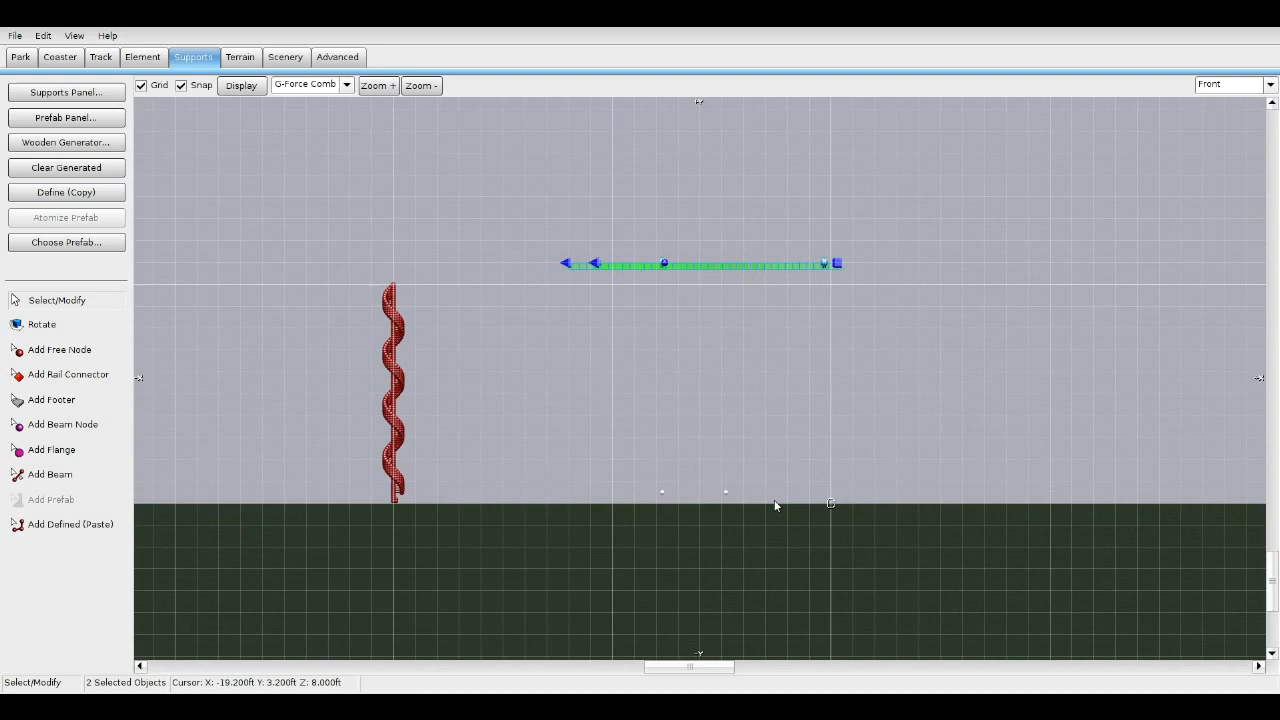 File Edit View Help
Park Coaster Track Element Supports Terrain Scenery Advanced
Supports Panel... Grid Snap Display G-Force Comb Zoom + Zoom - Front
Prefab Panel...
Wooden Generator...
Clear Generated
Define (Copy)
Atomize Prefab
Choose Prefab...
Select/Modify
Rotate
Add Free Node
Add Rail Connector
Add Footer
Add Beam Node
Add Flange
Add Beam
Add Prefab
Add Defined (Paste)
Select/Modify 2 Selected Objects Cursor: X: -19.200ft Y: 3.200ft Z: 8.000ft